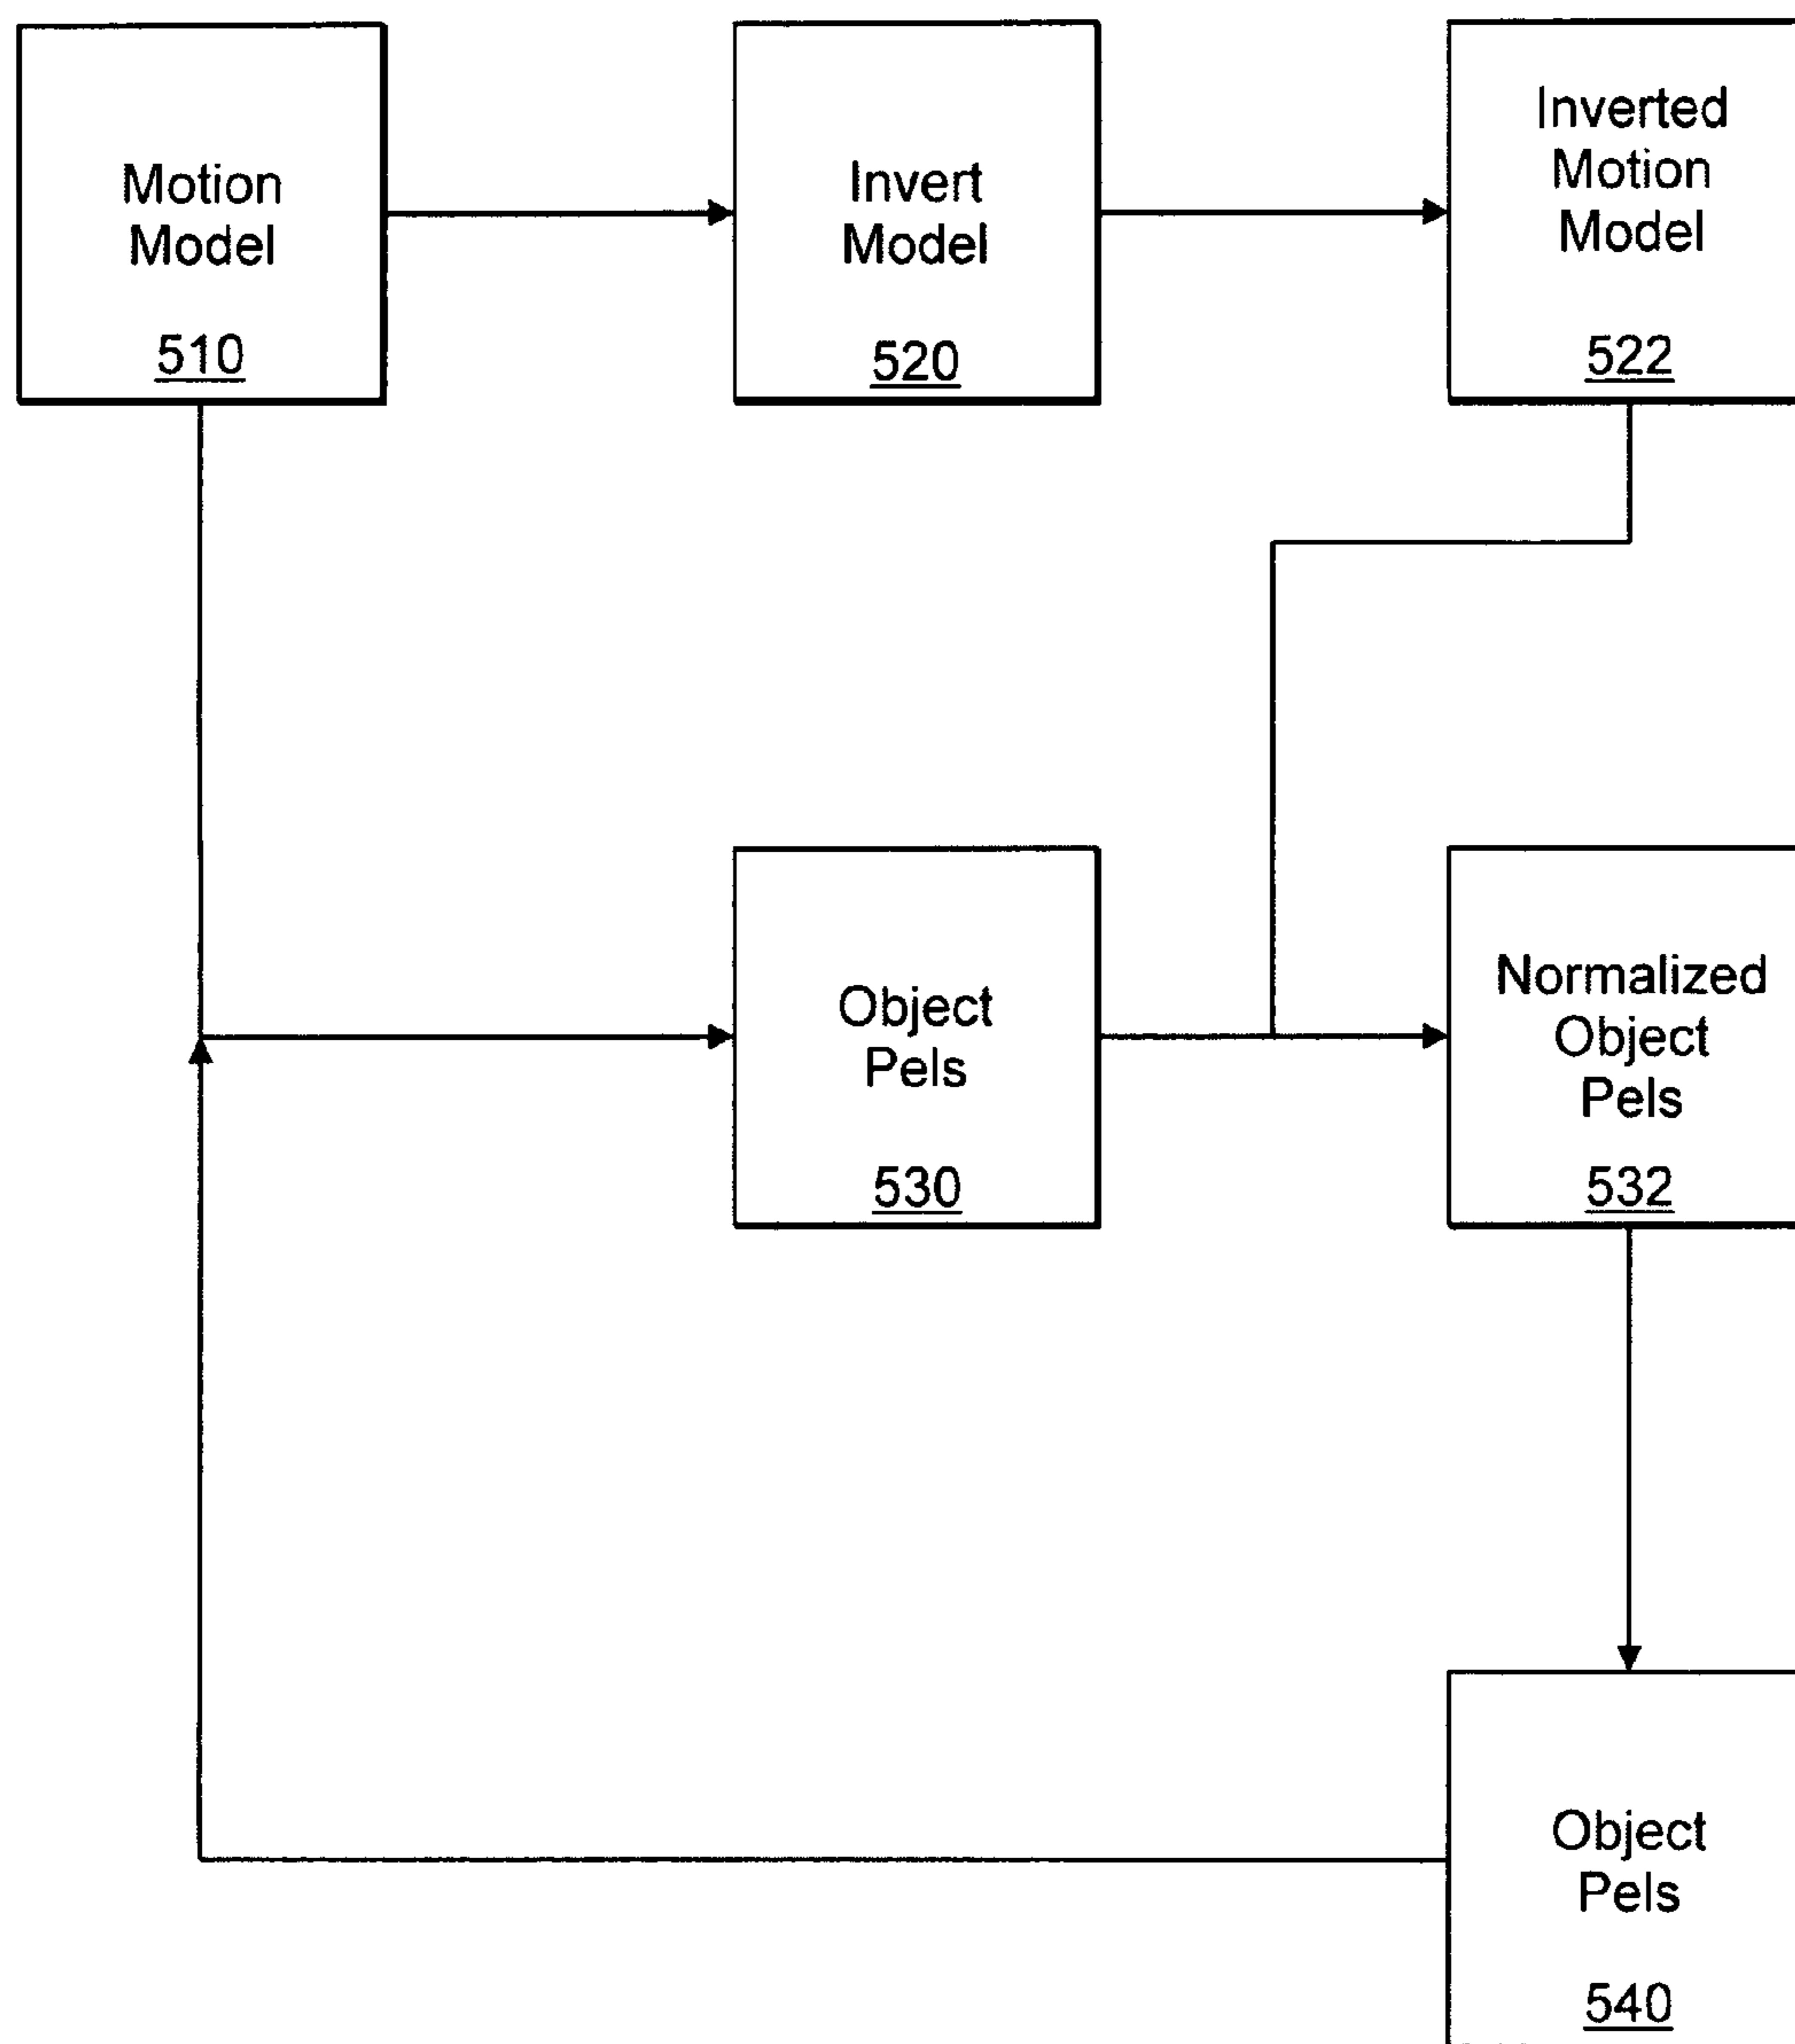 Motion
Model
510
Invert
Model
520
Inverted
Motion
Model
522
Object
Pels
530
Normalized
Object
Pels
532
Object
Pels
540